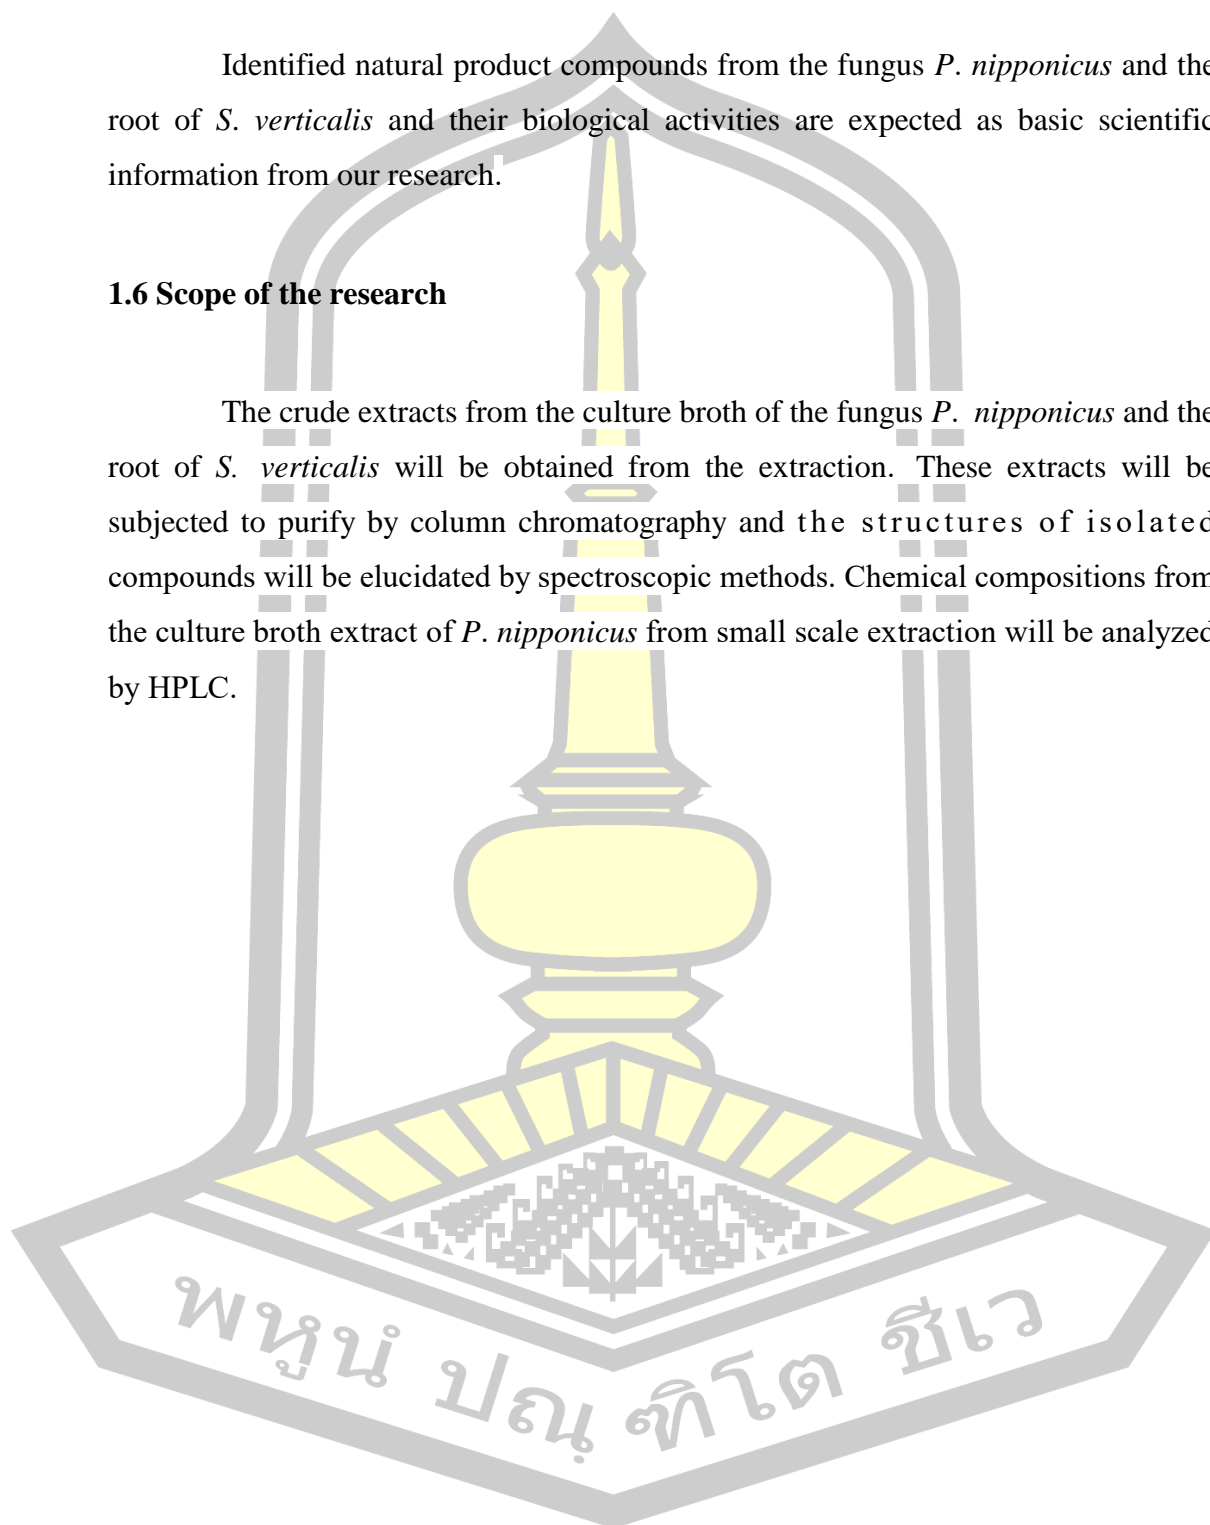 Identified natural product compounds from the fungus P. nipponicus and the
root of S. verticalis and their biological activities are expected as basic scientific
information from our research.
1.6 Scope of the research
The crude extracts from the culture broth of the fungus P. nipponicus and the
root of S. verticalis will be obtained from the extraction. These extracts will be
subjected to purify by column chromatography and the structures of isolated
compounds will be elucidated by spectroscopic methods. Chemical compositions from
the culture broth extract of P. nipponicus from small scale extraction will be analyzed
by HPLC.
พหูนํ ปณฺ ฑิโต ชีเว